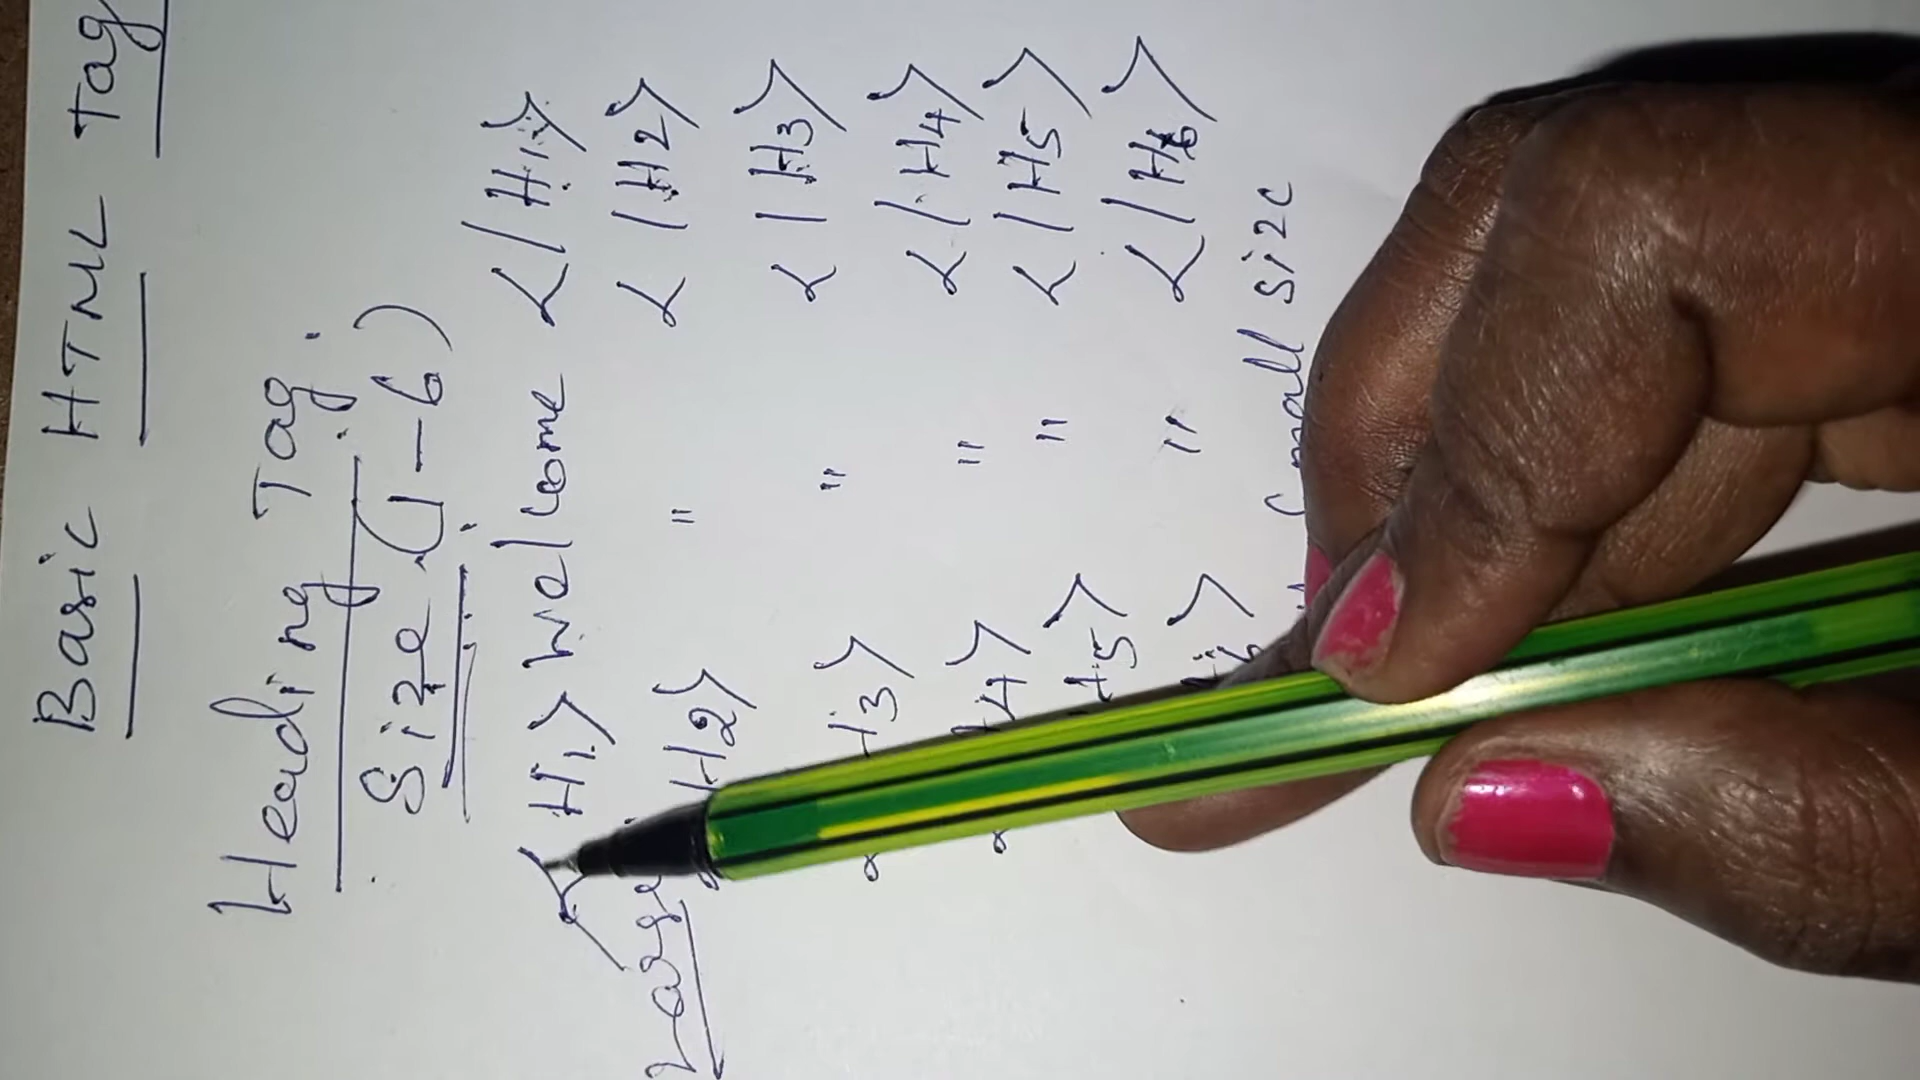 Basic HTML Tag
Heading Tag
Size (1-6)
<H1> Welcome </H1>
H2> " </H2>
Large
<H3> " </H3>
<H4> " </H4>
H5> " </H5>
H6> " </H6>
Small Size